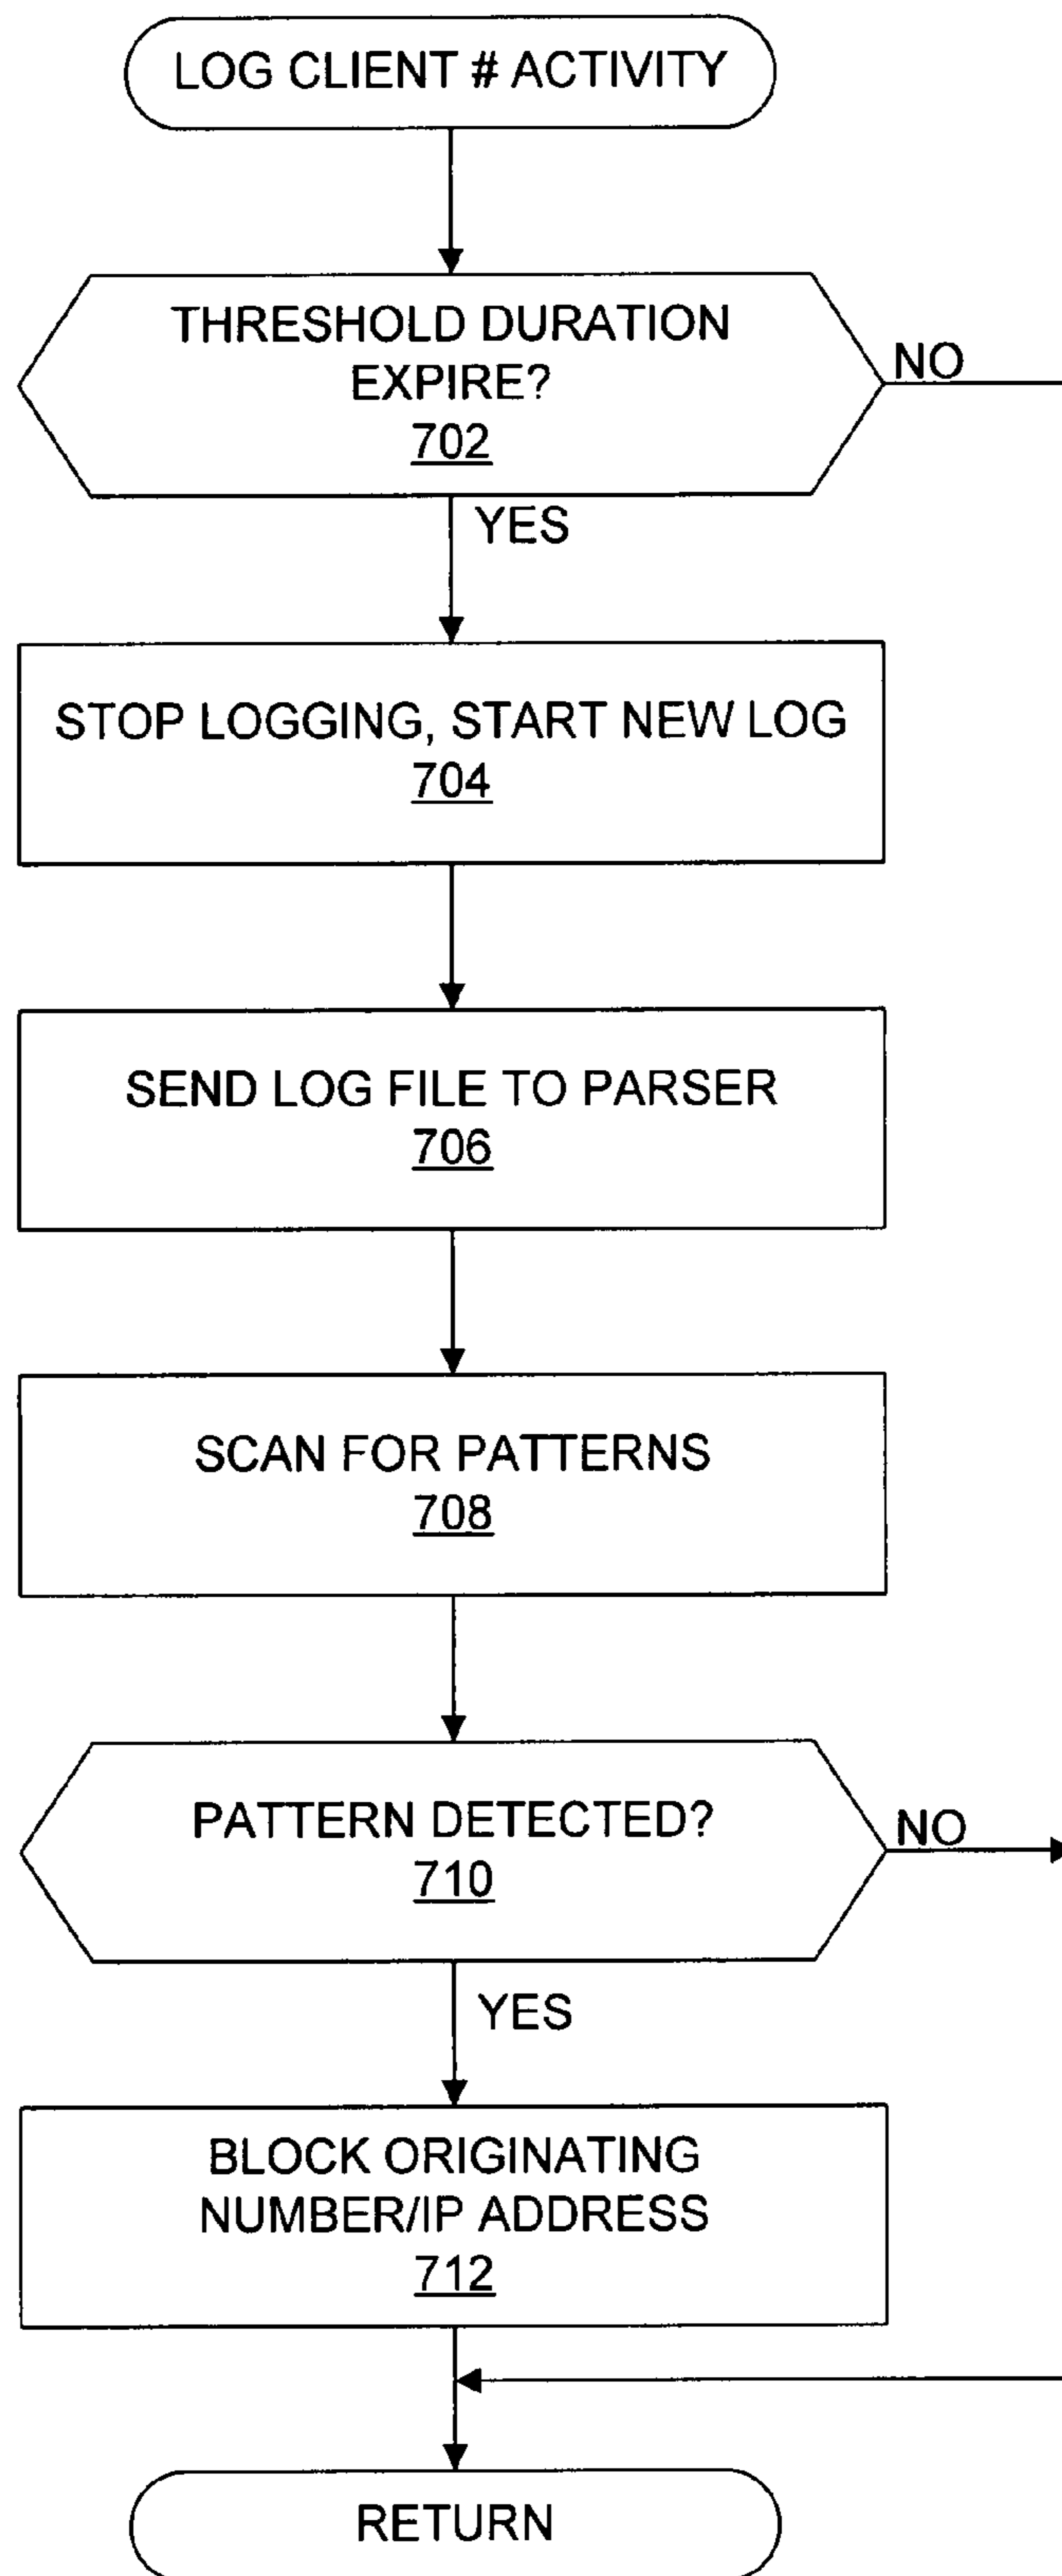 LOG CLIENT # ACTIVITY
THRESHOLD DURATION
EXPIRE?
702
NO
YES
STOP LOGGING, START NEW LOG
704
SEND LOG FILE TO PARSER
706
SCAN FOR PATTERNS
708
PATTERN DETECTED?
710
NO
YES
BLOCK ORIGINATING
NUMBER/IP ADDRESS
712
RETURN